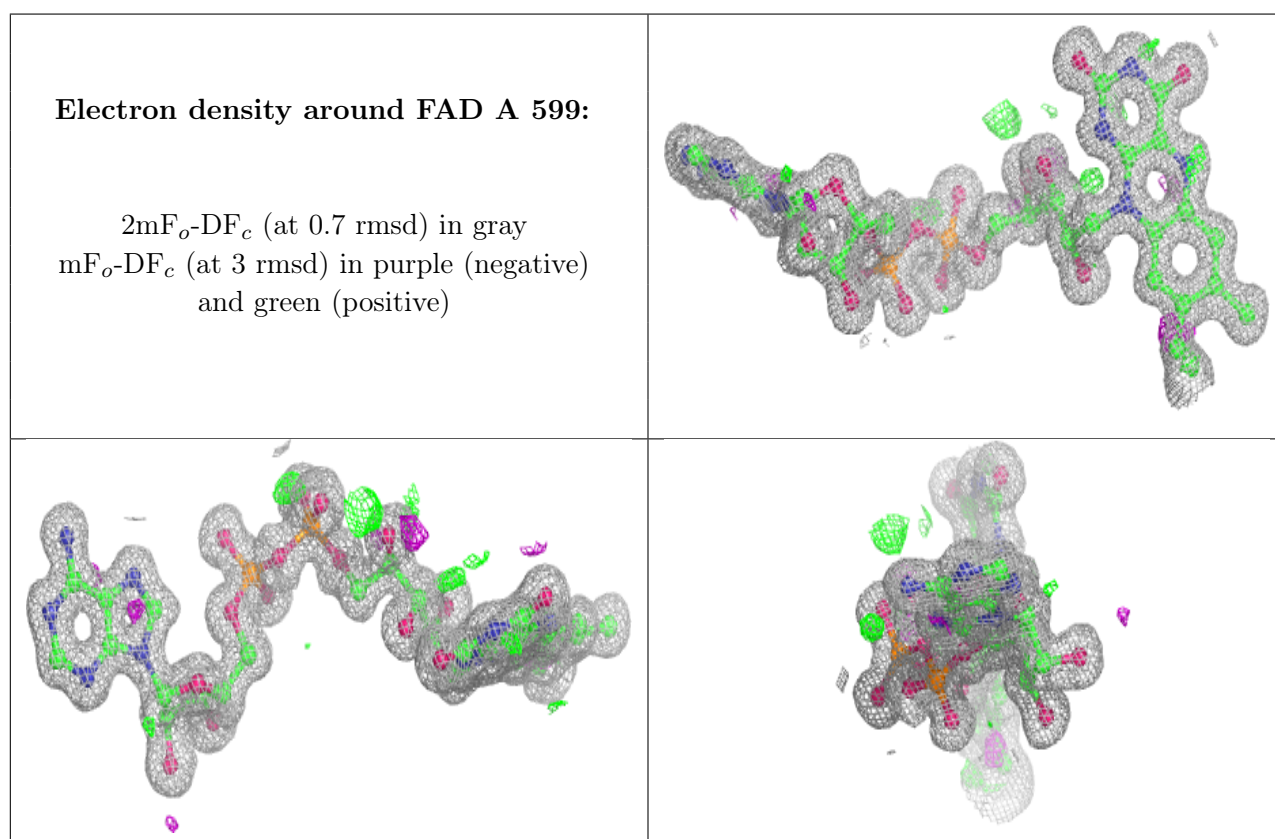 Electron density around FAD A 599:
2mFo-DFc (at 0.7 rmsd) in gray
mFo-DFc (at 3 rmsd) in purple (negative)
and green (positive)